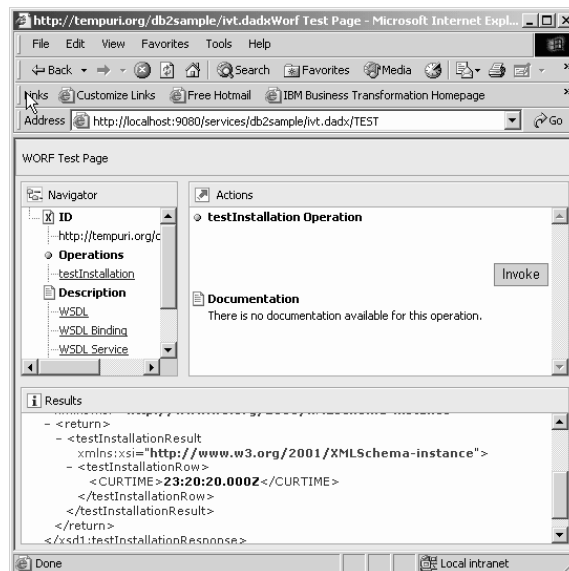 http://tempuri.org/db2sample/ivt.dadxWorf Test Page - Microsoft Internet Expl...
File Edit View Favorites Tools Help
Back Search Favorites Media
Links Customize Links Free Hotmail IBM Business Transformation Homepage
Address http://localhost:9080/services/db2sample/ivt.dadx/TEST Go
WORF Test Page
Navigator
ID
http://tempuri.org/c
Operations
testInstallation
Description
WSDL
WSDL Binding
WSDL Service
Actions
testInstallation Operation
Invoke
Documentation
There is no documentation available for this operation.
Results
- <return>
- <testInstallationResult
xmlns:xsi="http://www.w3.org/2001/XMLSchema-instance">
- <testInstallationRow>
<CURTIME>23:20:20.000Z</CURTIME>
</testInstallationRow>
</testInstallationResult>
</return>
</xsd1:testInstallationResponse>
Done Local intranet